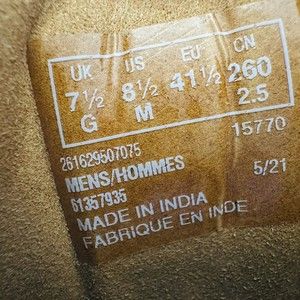 UK US EU CN
7½ 8½ 41½ 260
G M 2.5
15770
261629507075
MENS/HOMMES 5/21
61357935
MADE IN INDIA
FABRIQUE EN INDE